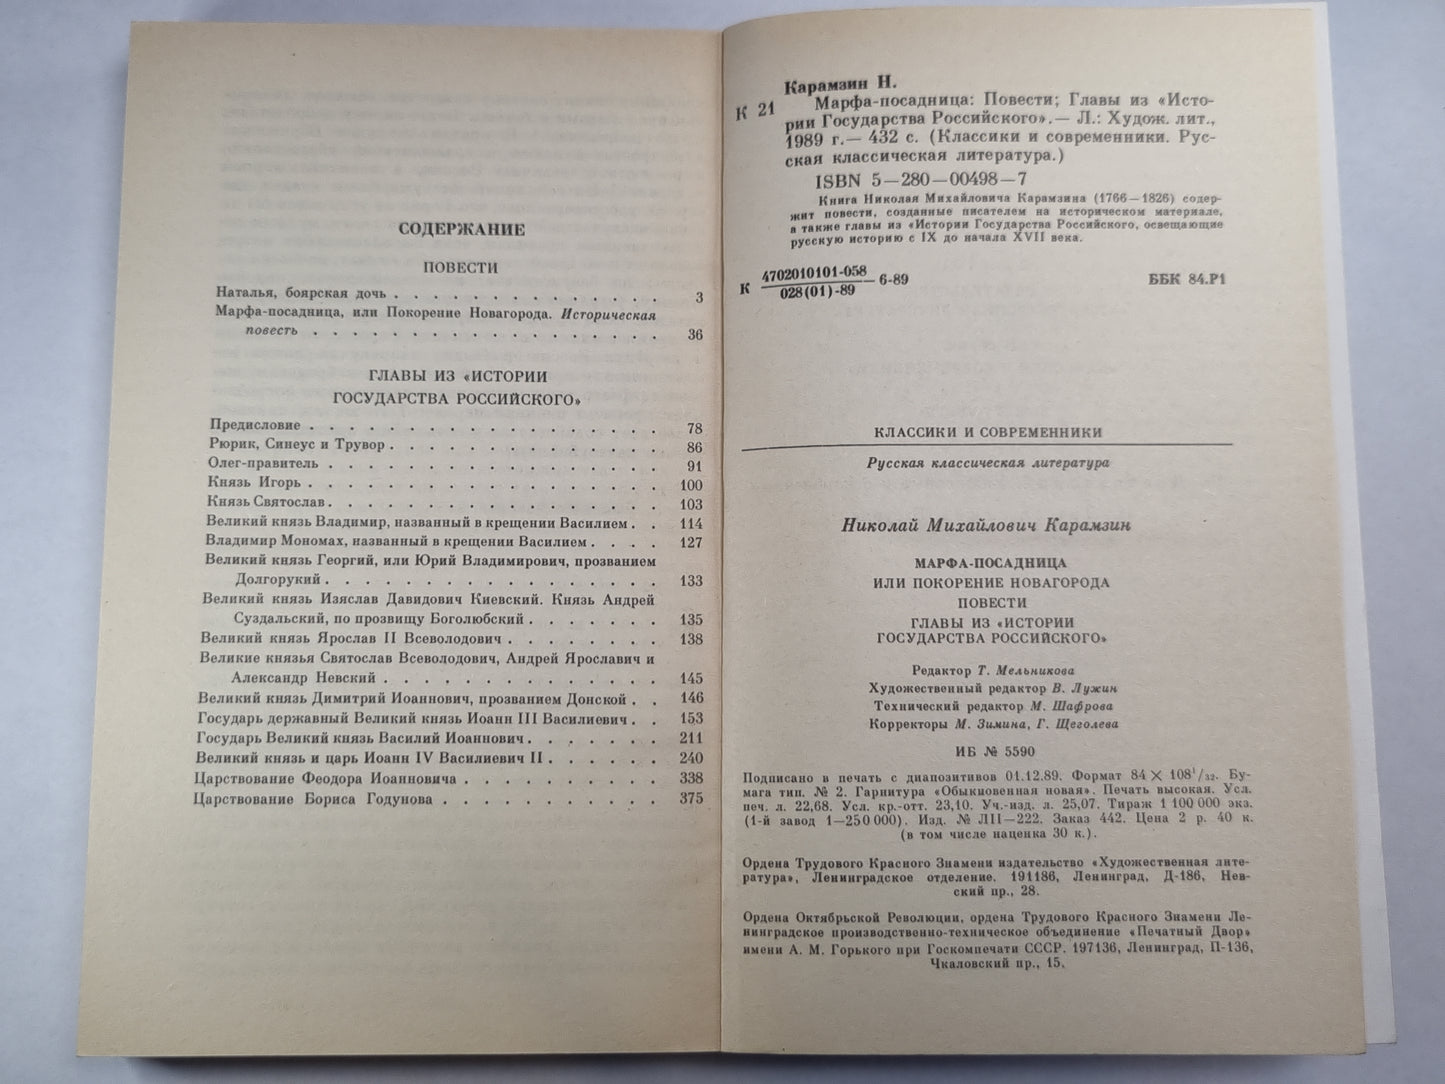 СОДЕРЖАНИЕ
ПОВЕСТИ
Наталья, боярская дочь . . . . . . . . . . . . . . 3
Марфа-посадница, или Покорение Новагорода. Историческая
повесть . . . . . . . . . . . . . . . . . . 36
ГЛАВЫ ИЗ «ИСТОРИИ
ГОСУДАРСТВА РОССИЙСКОГО»
Предисловие . . . . . . . . . . . . . . . . . . 78
Рюрик, Синеус и Трувор . . . . . . . . . . . . . . 86
Олег-правитель . . . . . . . . . . . . . . . . . 91
Князь Игорь . . . . . . . . . . . . . . . . . . 100
Князь Святослав . . . . . . . . . . . . . . . . . 103
Великий князь Владимир, названный в крещении Василием . . 114
Владимир Мономах, названный в крещении Василием . . . . 127
Великий князь Георгий, или Юрий Владимирович, прозванием
Долгорукий . . . . . . . . . . . . . . . . . 133
Великий князь Изяслав Давидович Киевский. Князь Андрей
Суздальский, по прозвищу Боголюбский . . . . . . . 135
Великий князь Ярослав II Всеволодович . . . . . . . . 138
Великие князья Святослав Всеволодович, Андрей Ярославич и
Александр Невский . . . . . . . . . . . . . . 145
Великий князь Димитрий Иоаннович, прозванием Донской . . 146
Государь державный Великий князь Иоанн III Василиевич . . 153
Государь Великий князь Василий Иоаннович . . . . . . . 211
Великий князь и царь Иоанн IV Василиевич II . . . . . . 240
Царствование Феодора Иоанновича . . . . . . . . . . 338
Царствование Бориса Годунова . . . . . . . . . . . 375
Карамзин Н.
К 21 Марфа-посадница: Повести; Главы из «Исто-
рии Государства Российского».— Л.: Худож. лит.,
1989 г.— 432 с. (Классики и современники. Рус-
ская классическая литература.)
ISBN 5—280—00498—7
Книга Николая Михайловича Карамзина (1766—1826) содер-
жит повести, созданные писателем на историческом материале,
а также главы из «Истории Государства Российского, освещающие
русскую историю с IX до начала XVII века.
К 4702010101-058
028(01)-89 — 6-89 ББК 84.Р1
КЛАССИКИ И СОВРЕМЕННИКИ
Русская классическая литература
Николай Михайлович Карамзин
МАРФА-ПОСАДНИЦА
ИЛИ ПОКОРЕНИЕ НОВАГОРОДА
ПОВЕСТИ
ГЛАВЫ ИЗ «ИСТОРИИ
ГОСУДАРСТВА РОССИЙСКОГО»
Редактор Т. Мельникова
Художественный редактор В. Лужин
Технический редактор М. Шафрова
Корректоры М. Зимина, Г. Щеголева
ИБ № 5590
Подписано в печать с диапозитивов 01.12.89. Формат 84 × 108¹/₃₂. Бу-
мага тип. № 2. Гарнитура «Обыкновенная новая». Печать высокая. Усл.
печ. л. 22,68. Усл. кр.-отт. 23,10. Уч.-изд. л. 25,07. Тираж 1 100 000 экз.
(1-й завод 1—250 000). Изд. № ЛII—222. Заказ 442. Цена 2 р. 40 к.
(в том числе наценка 30 к.).
Ордена Трудового Красного Знамени издательство «Художественная лите-
ратура», Ленинградское отделение. 191186, Ленинград, Д-186, Нев-
ский пр., 28.
Ордена Октябрьской Революции, ордена Трудового Красного Знамени Ле-
нинградское производственно-техническое объединение «Печатный Двор»
имени А. М. Горького при Госкомпечати СССР. 197136, Ленинград, П-136,
Чкаловский пр., 15.